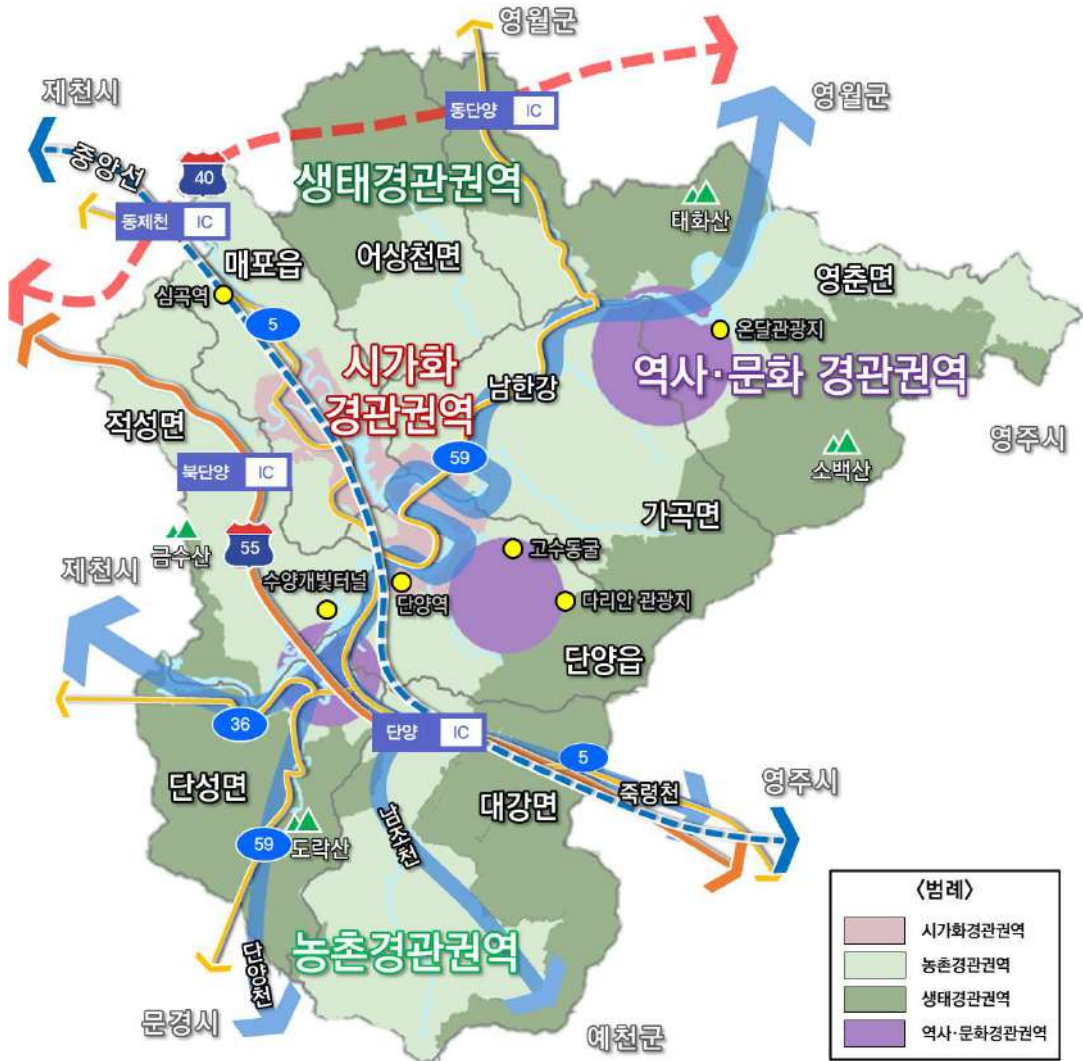 영월군
제천시
동단양 IC
영월군
중앙선
40
생태경관권역
태화산
동제천 IC
매포읍
어상천면
영춘면
심곡역
5
온달관광지
시가화
경관권역
역사·문화 경관권역
남한강
적성면
영주시
59
소백산
북단양 IC
가곡면
금수산
55
고수동굴
제천시
수양개빛터널
단양역
다리안 관광지
단양읍
36
단양 IC
5
단성면
죽령천
영주시
대강면
59
도락산
남조천
농촌경관권역
단양천
문경시
예천군
〈범례〉
시가화경관권역
농촌경관권역
생태경관권역
역사·문화경관권역